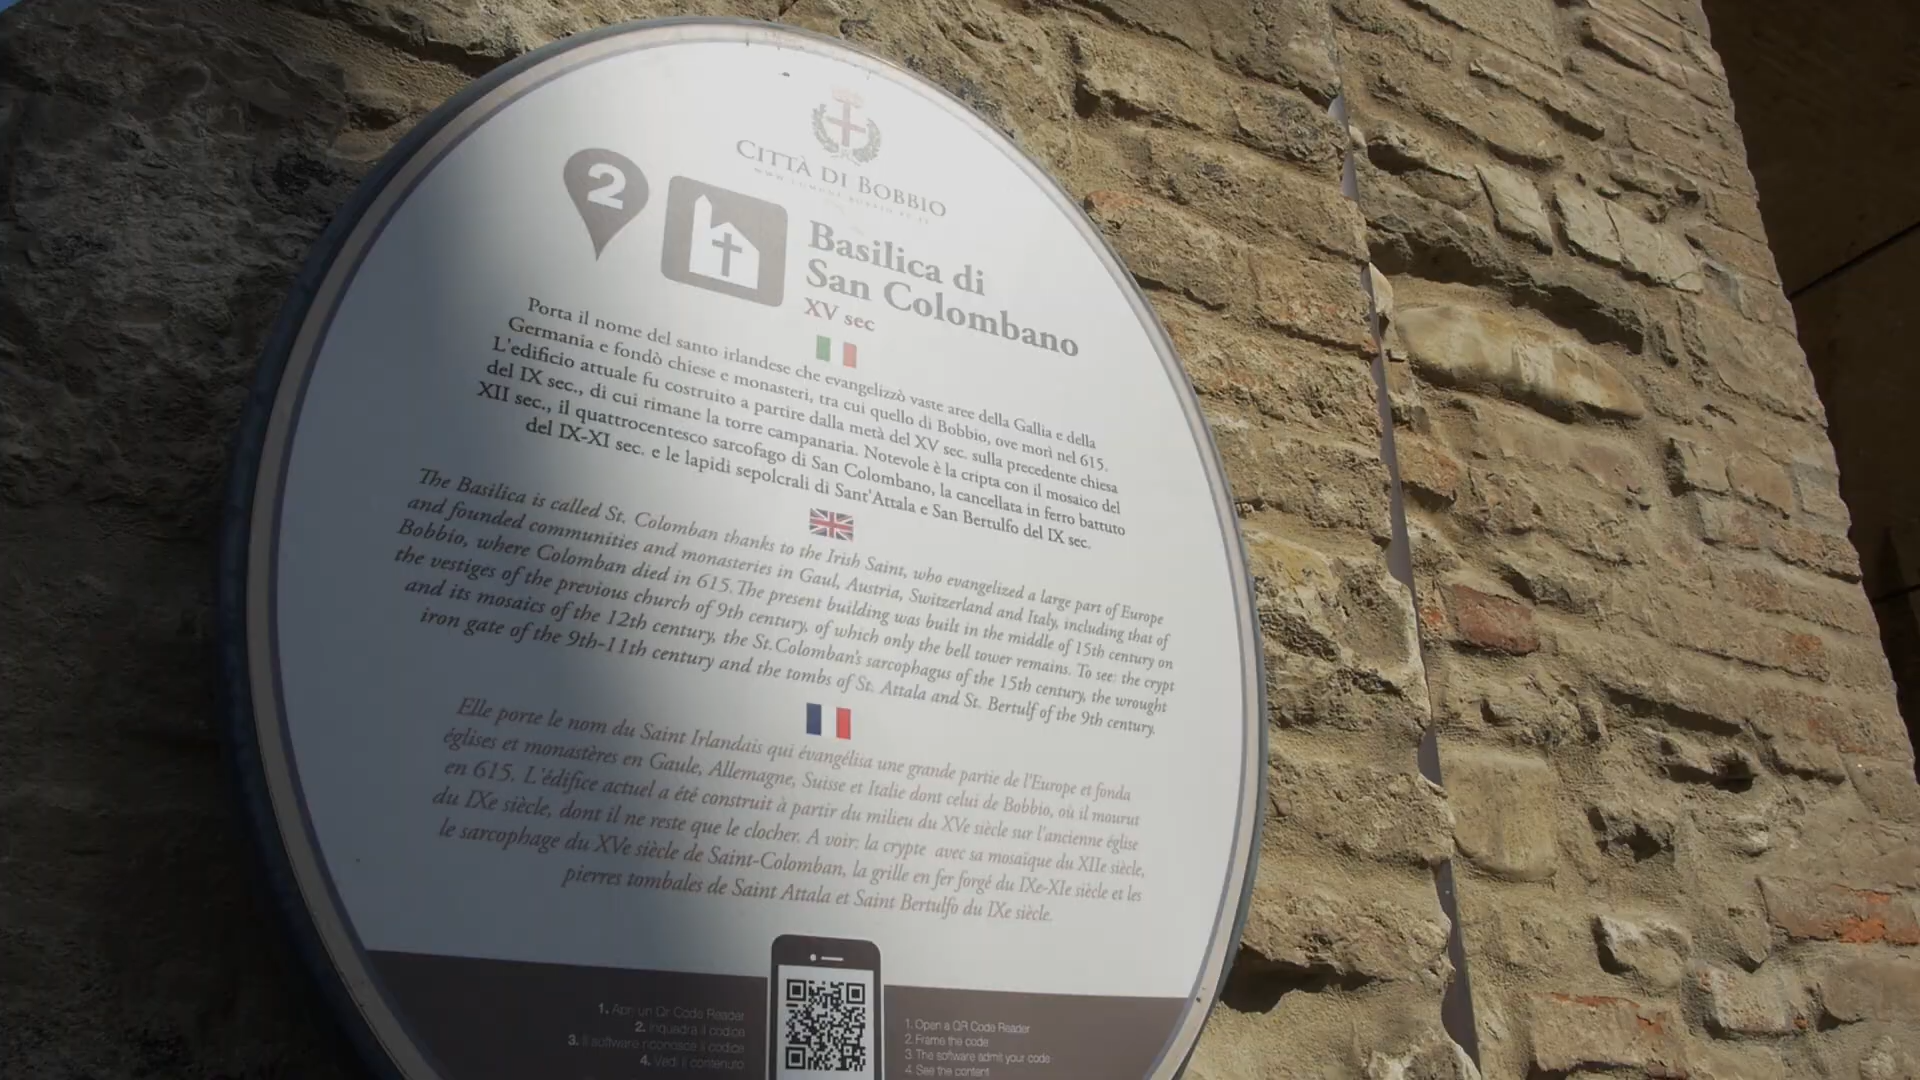 CITTÀ DI BOBBIO
2
Basilica di
San Colombano
XV sec
Porta il nome del santo irlandese che evangelizzò vaste aree della Gallia e della
Germania e fondò chiese e monasteri, tra cui quello di Bobbio, ove morì nel 615.
L'edificio attuale fu costruito a partire dalla metà del XV sec. sulla precedente chiesa
del IX sec., di cui rimane la torre campanaria. Notevole è la cripta con il mosaico del
XII sec., il quattrocentesco sarcofago di San Colombano, la cancellata in ferro battuto
del IX-XI sec. e le lapidi sepolcrali di Sant'Attala e San Bertulfo del IX sec.
The Basilica is called St. Colomban thanks to the Irish Saint, who evangelized a large part of Europe
and founded communities and monasteries in Gaul, Austria, Switzerland and Italy, including that of
Bobbio, where Colomban died in 615. The present building was built in the middle of 15th century on
the vestiges of the previous church of 9th century, of which only the bell tower remains. To see: the crypt
and its mosaics of the 12th century, the St. Colomban's sarcophagus of the 15th century, the wrought
iron gate of the 9th-11th century and the tombs of St. Attala and St. Bertulf of the 9th century.
Elle porte le nom du Saint Irlandais qui évangélisa une grande partie de l'Europe et fonda
églises et monastères en Gaule, Allemagne, Suisse et Italie dont celui de Bobbio, où il mourut
en 615. L'édifice actuel a été construit à partir du milieu du XVe siècle sur l'ancienne église
du IXe siècle, dont il ne reste que le clocher. A voir: la crypte avec sa mosaïque du XIIe siècle,
le sarcophage du XVe siècle de Saint-Colomban, la grille en fer forgé du IXe-XIe siècle et les
pierres tombales de Saint Attala et Saint Bertulfo du IXe siècle.
1. Apri un Qr Code Reader
2. Inquadra il codice
3. Il software riconosce il codice
4. Vedi il contenuto
1. Open a QR Code Reader
2. Frame the code
3. The software admit your code
4. See the content